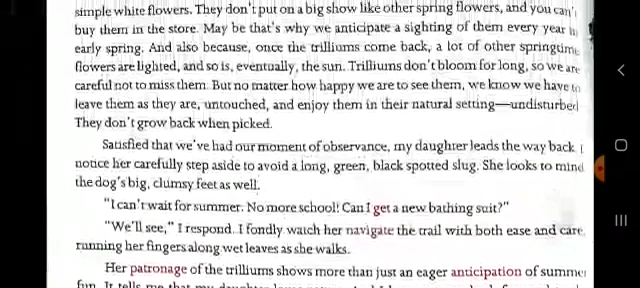 simple white flowers. They don't put on a big show like other spring flowers, and you can't
buy them in the store. May be that's why we anticipate a sighting of them every year in
early spring. And also because, once the trilliums come back, a lot of other springtime
flowers are lighted, and so is, eventually, the sun. Trilliums don't bloom for long, so we are
careful not to miss them. But no matter how happy we are to see them, we know we have to
leave them as they are, untouched, and enjoy them in their natural setting—undisturbed
They don't grow back when picked.
Satisfied that we've had our moment of observance, my daughter leads the way back. I
notice her carefully step aside to avoid a long, green, black spotted slug. She looks to mind
the dog's big, clumsy feet as well.
"I can't wait for summer. No more school! Can I get a new bathing suit?"
"We'll see," I respond. I fondly watch her navigate the trail with both ease and care,
running her fingers along wet leaves as she walks.
Her patronage of the trilliums shows more than just an eager anticipation of summer
fun. It tells me that my daughter